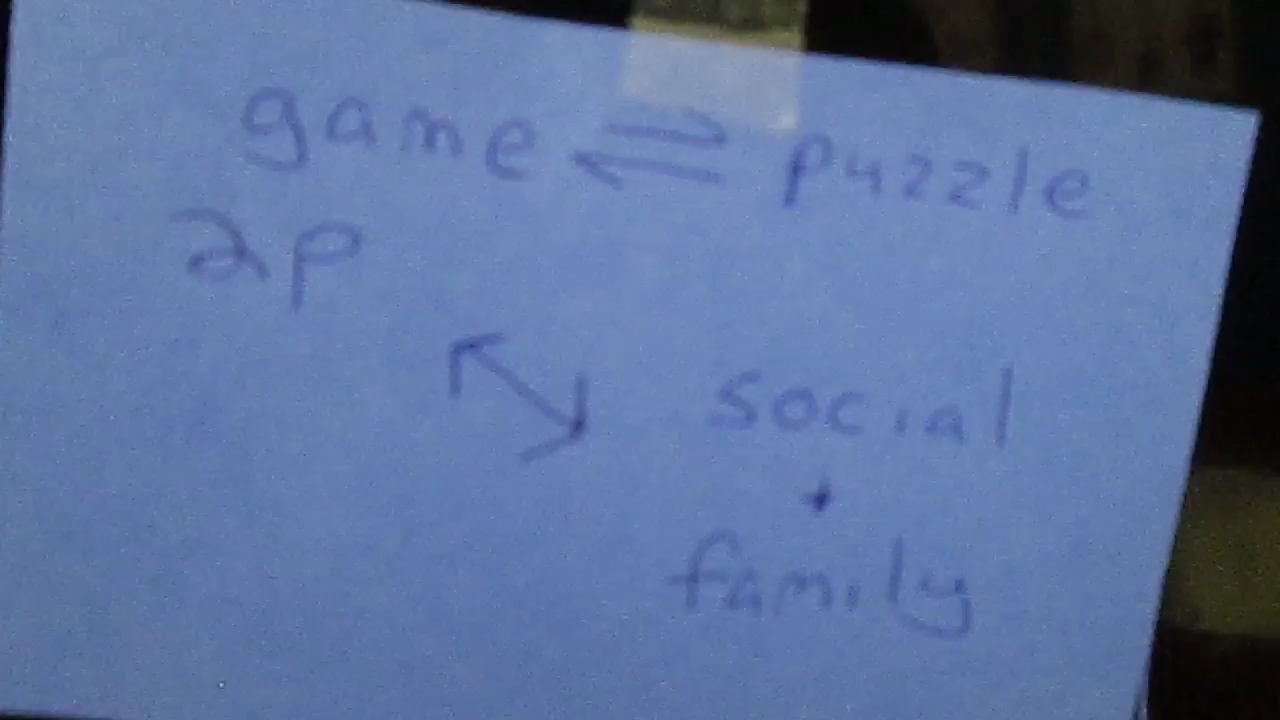 game ⇌ puzzle
2p
social
+
family